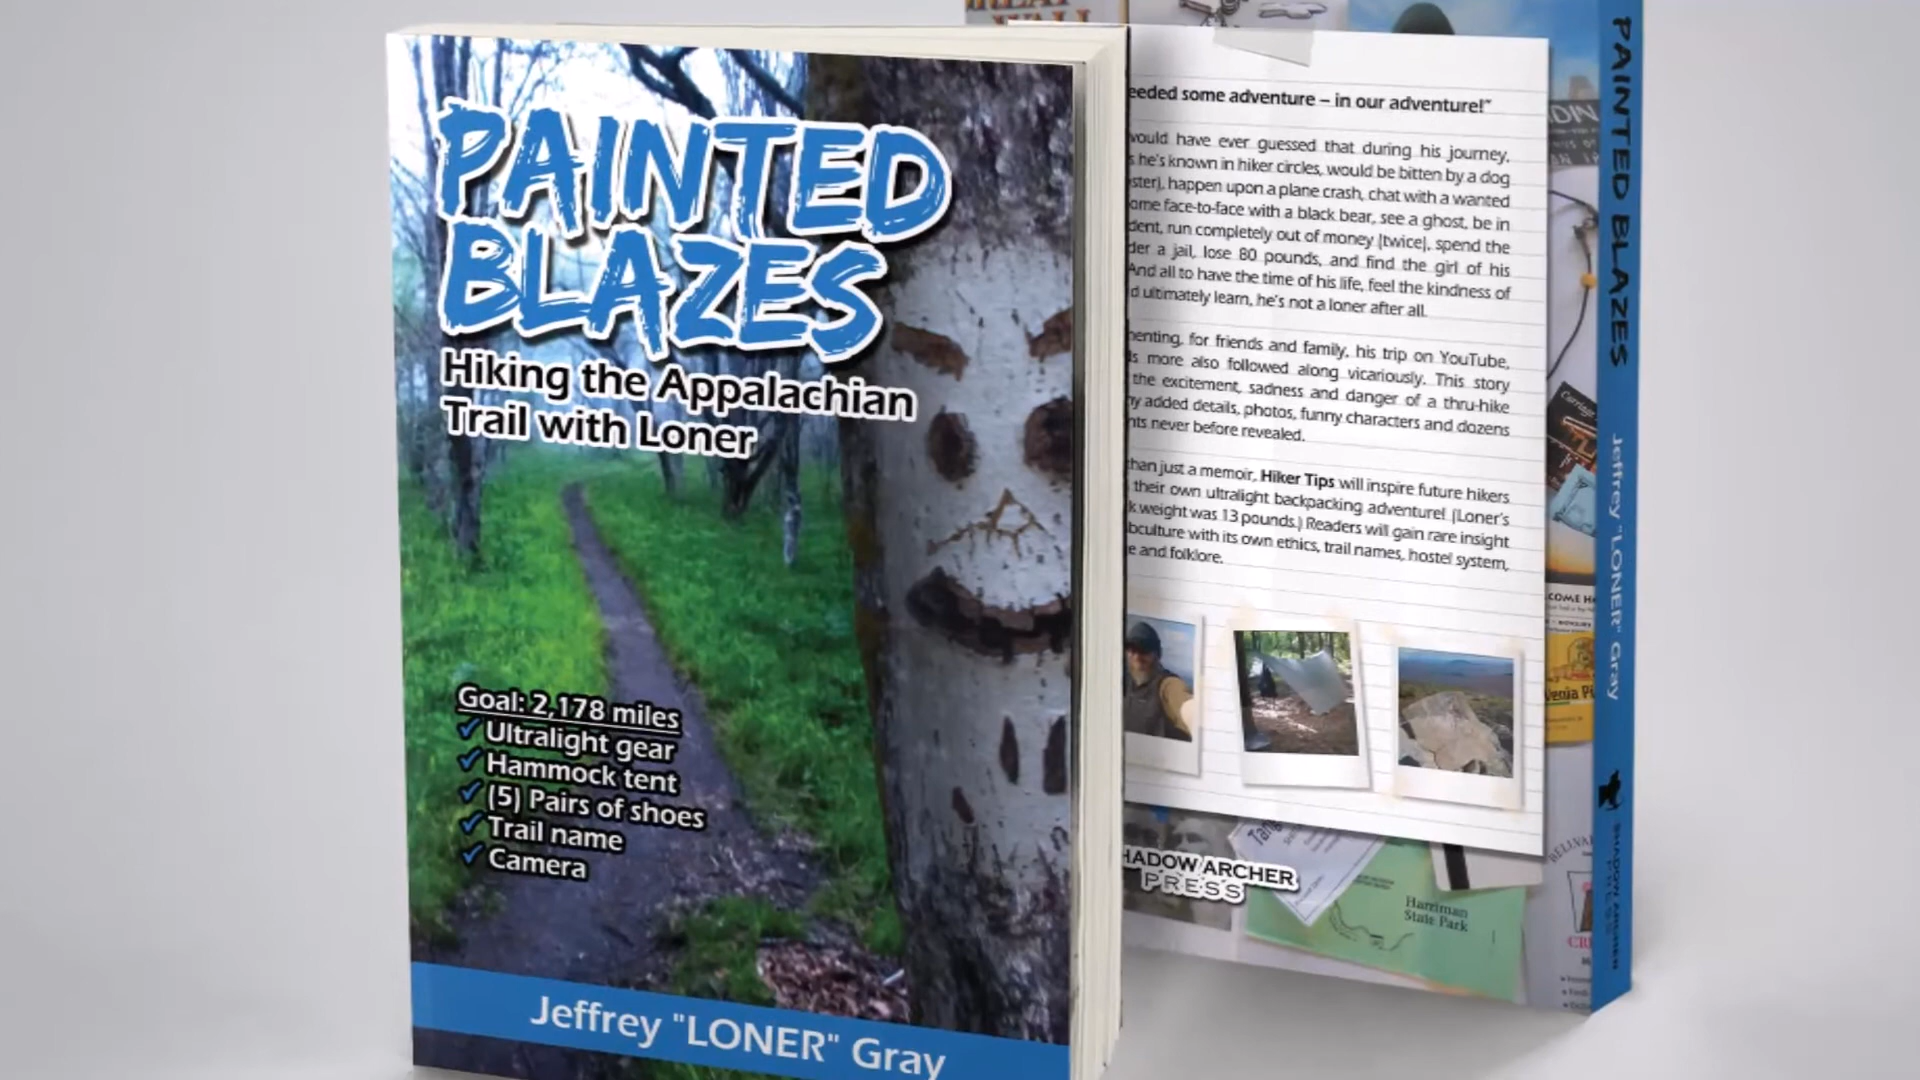 PAINTED
BLAZES
Hiking the Appalachian
Trail with Loner
Goal: 2,178 miles
Ultralight gear
Hammock tent
(5) Pairs of shoes
Trail name
Camera
Jeffrey "LONER" Gray
eeded some adventure – in our adventure!"
would have ever guessed that during his journey,
s he's known in hiker circles, would be bitten by a dog
ster), happen upon a plane crash, chat with a wanted
ome face-to-face with a black bear, see a ghost, be in
dent, run completely out of money (twice), spend the
der a jail, lose 80 pounds, and find the girl of his
And all to have the time of his life, feel the kindness of
d ultimately learn, he's not a loner after all.
enting, for friends and family, his trip on YouTube,
ds more also followed along vicariously. This story
the excitement, sadness and danger of a thru-hike
ny added details, photos, funny characters and dozens
nts never before revealed.
than just a memoir, Hiker Tips will inspire future hikers
their own ultralight backpacking adventure! (Loner's
k weight was 13 pounds.) Readers will gain rare insight
bculture with its own ethics, trail names, hostel system,
e and folklore.
HADOW ARCHER
PRESS
Harriman
State Park
PAINTED BLAZES
Jeffrey "LONER" Gray
SHADOW ARCHER
PRESS